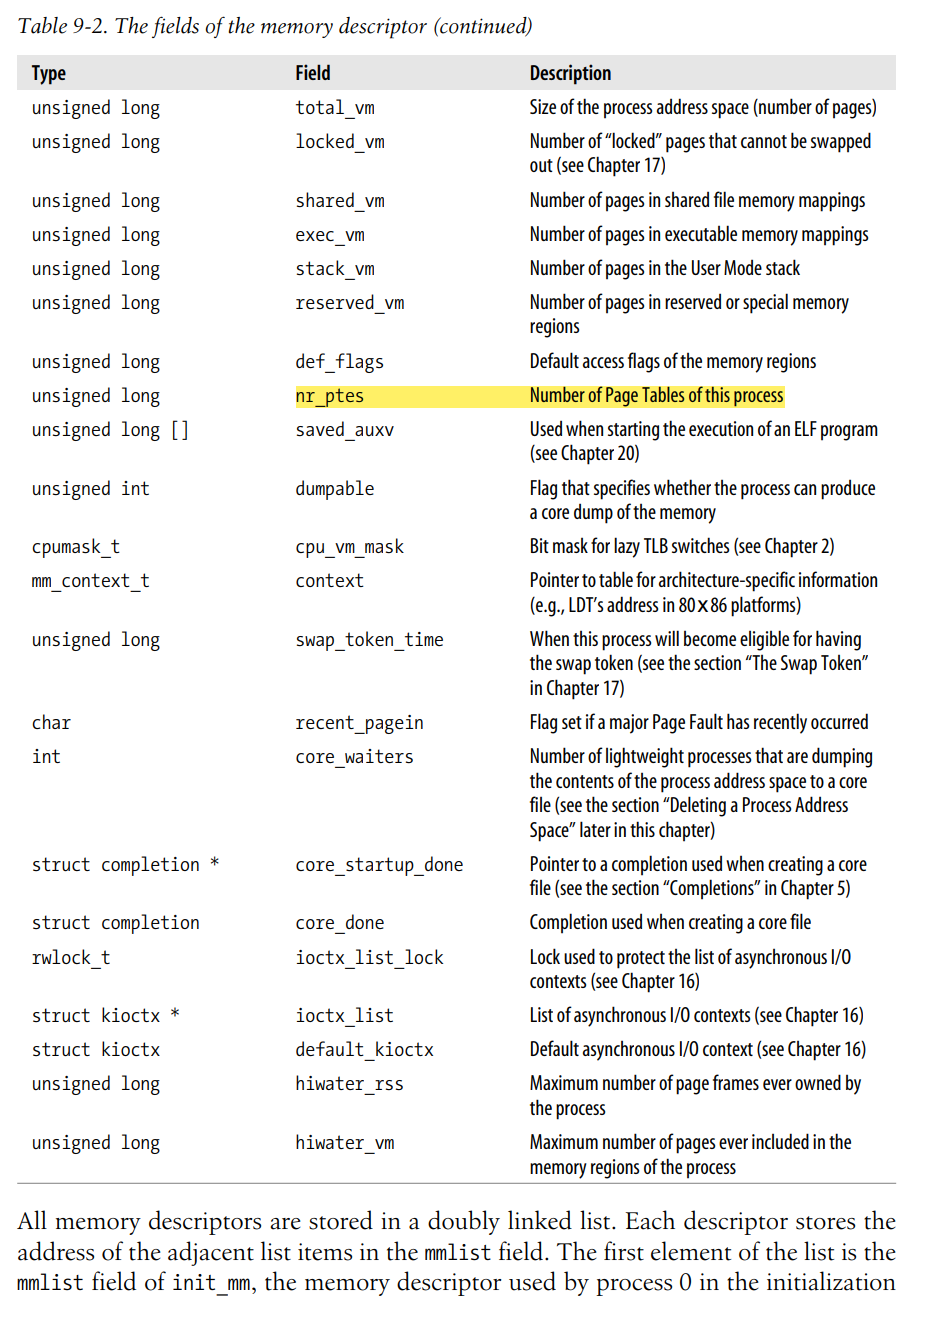 Table 9-2. The fields of the memory descriptor (continued)
Type Field Description
unsigned long total_vm Size of the process address space (number of pages)
unsigned long locked_vm Number of “locked” pages that cannot be swapped
out (see Chapter 17)
unsigned long shared_vm Number of pages in shared file memory mappings
unsigned long exec_vm Number of pages in executable memory mappings
unsigned long stack_vm Number of pages in the User Mode stack
unsigned long reserved_vm Number of pages in reserved or special memory
regions
unsigned long def_flags Default access flags of the memory regions
unsigned long nr_ptes Number of Page Tables of this process
unsigned long [] saved_auxv Used when starting the execution of an ELF program
(see Chapter 20)
unsigned int dumpable Flag that specifies whether the process can produce
a core dump of the memory
cpumask_t cpu_vm_mask Bit mask for lazy TLB switches (see Chapter 2)
mm_context_t context Pointer to table for architecture-specific information
(e.g., LDT’s address in 80×86 platforms)
unsigned long swap_token_time When this process will become eligible for having
the swap token (see the section “The Swap Token”
in Chapter 17)
char recent_pagein Flag set if a major Page Fault has recently occurred
int core_waiters Number of lightweight processes that are dumping
the contents of the process address space to a core
file (see the section “Deleting a Process Address
Space” later in this chapter)
struct completion * core_startup_done Pointer to a completion used when creating a core
file (see the section “Completions” in Chapter 5)
struct completion core_done Completion used when creating a core file
rwlock_t ioctx_list_lock Lock used to protect the list of asynchronous I/O
contexts (see Chapter 16)
struct kioctx * ioctx_list List of asynchronous I/O contexts (see Chapter 16)
struct kioctx default_kioctx Default asynchronous I/O context (see Chapter 16)
unsigned long hiwater_rss Maximum number of page frames ever owned by
the process
unsigned long hiwater_vm Maximum number of pages ever included in the
memory regions of the process
All memory descriptors are stored in a doubly linked list. Each descriptor stores the
address of the adjacent list items in the mmlist field. The first element of the list is the
mmlist field of init_mm, the memory descriptor used by process 0 in the initialization